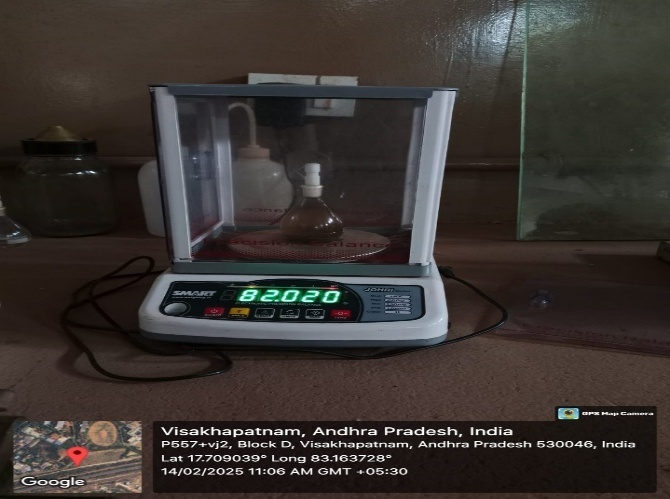 SMART
82.020
GPS Map Camera
Visakhapatnam, Andhra Pradesh, India
P557+vj2, Block D, Visakhapatnam, Andhra Pradesh 530046, India
Lat 17.709039° Long 83.163728°
14/02/2025 11:06 AM GMT +05:30
Google